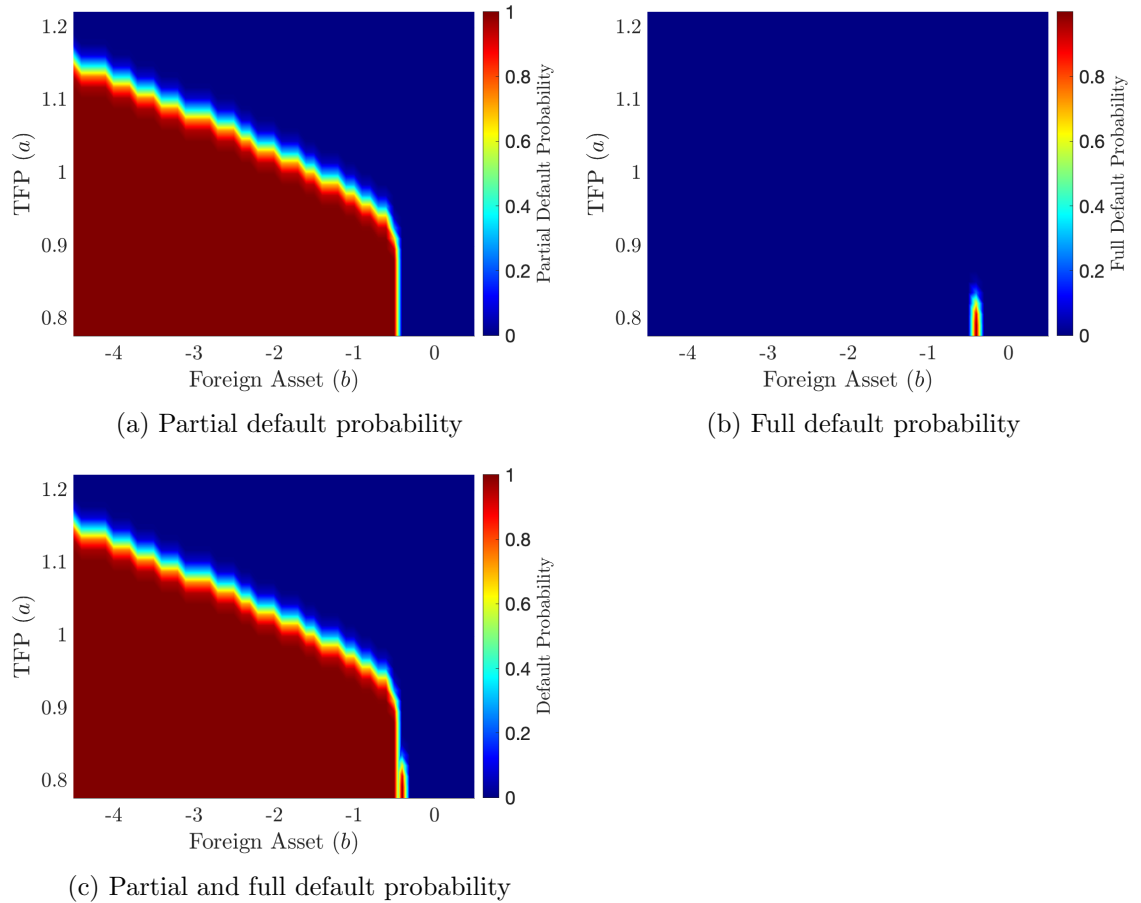 1.2
1.1
1
0.9
0.8
TFP (a)
-4 -3 -2 -1 0
Foreign Asset (b)
1
0.8
0.6
0.4
0.2
0
Partial Default Probability
(a) Partial default probability
1.2
1.1
1
0.9
0.8
TFP (a)
-4 -3 -2 -1 0
Foreign Asset (b)
0.8
0.6
0.4
0.2
0
Full Default Probability
(b) Full default probability
1.2
1.1
1
0.9
0.8
TFP (a)
-4 -3 -2 -1 0
Foreign Asset (b)
1
0.8
0.6
0.4
0.2
0
Default Probability
(c) Partial and full default probability